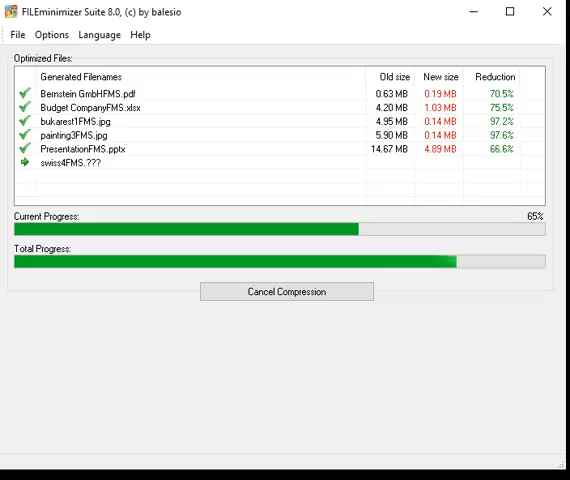 FILEminimizer Suite 8.0, (c) by balesio
File Options Language Help
Optimized Files:
Generated Filenames Old size New size Reduction
Bernstein GmbHFMS.pdf 0.63 MB 0.19 MB 70.5%
Budget CompanyFMS.xlsx 4.20 MB 1.03 MB 75.5%
bukarest1FMS.jpg 4.95 MB 0.14 MB 97.2%
painting3FMS.jpg 5.90 MB 0.14 MB 97.6%
PresentationFMS.pptx 14.67 MB 4.89 MB 66.6%
swiss4FMS.???
Current Progress: 65%
Total Progress:
Cancel Compression